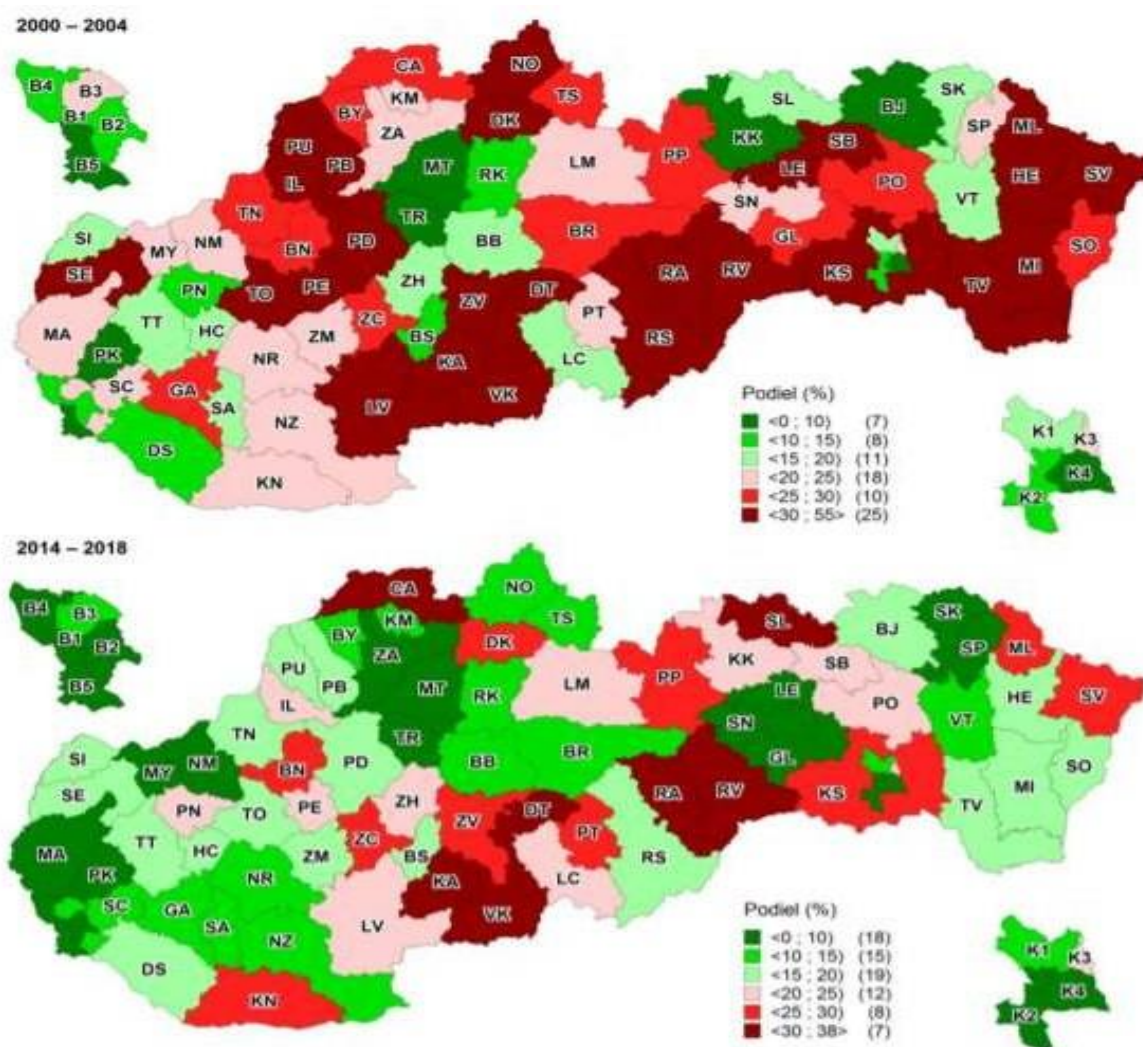 2000 – 2004
B4
B3
B1
B2
B5
CA
NO
BY
KM
TS
ZA
DK
PU
PB
MT
IL
RK
LM
PP
KK
SL
BJ
SK
SP
ML
SB
LE
HE
SV
PO
VT
TR
TN
SN
SI
MY
NM
BN
PD
BB
BR
GL
SO
SE
PN
TO
PE
ZH
ZV
DT
RA
RV
KS
TV
MI
MA
TT
HC
ZM
ZC
BS
PT
PK
NR
KA
LC
RS
SC
GA
SA
LV
VK
DS
NZ
KN
Podiel (%)
<0 ; 10) (7)
<10 ; 15) (8)
<15 ; 20) (11)
<20 ; 25) (18)
<25 ; 30) (10)
<30 ; 55> (25)
K1
K3
K4
K2
2014 – 2018
B4
B3
B1
B2
B5
CA
NO
BY
KM
TS
ZA
DK
PU
PB
MT
IL
RK
LM
PP
KK
SL
BJ
SK
SP
ML
SB
LE
HE
SV
PO
VT
TN
TR
SN
SI
MY
NM
BN
PD
BB
BR
GL
SO
SE
PN
TO
PE
ZH
ZV
DT
RA
RV
KS
TV
MI
MA
TT
HC
ZM
ZC
BS
PT
PK
NR
KA
LC
RS
SC
GA
SA
LV
VK
DS
NZ
KN
Podiel (%)
<0 ; 10) (18)
<10 ; 15) (15)
<15 ; 20) (19)
<20 ; 25) (12)
<25 ; 30) (8)
<30 ; 38> (7)
K1
K3
K4
K2